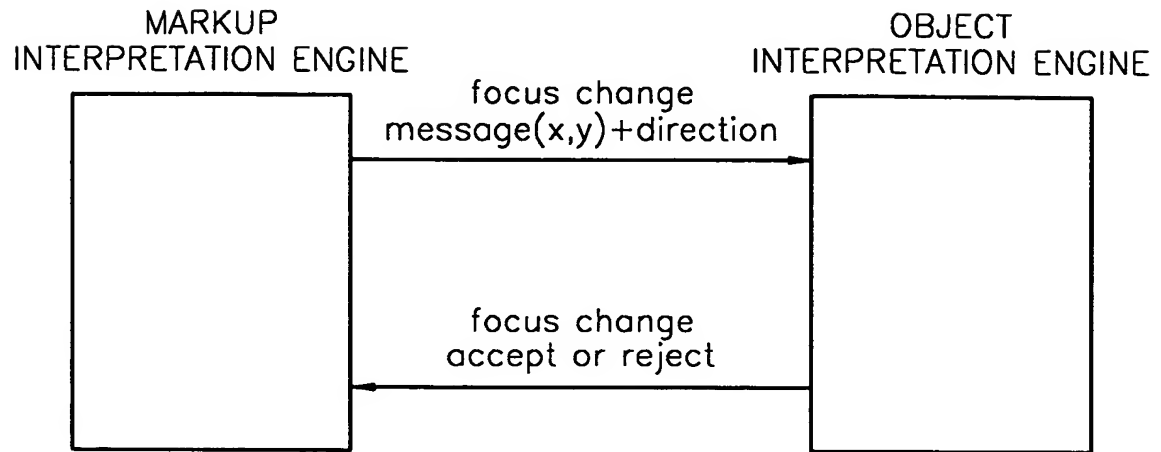 MARKUP
INTERPRETATION ENGINE
OBJECT
INTERPRETATION ENGINE
focus change
message(x,y)+direction
focus change
accept or reject